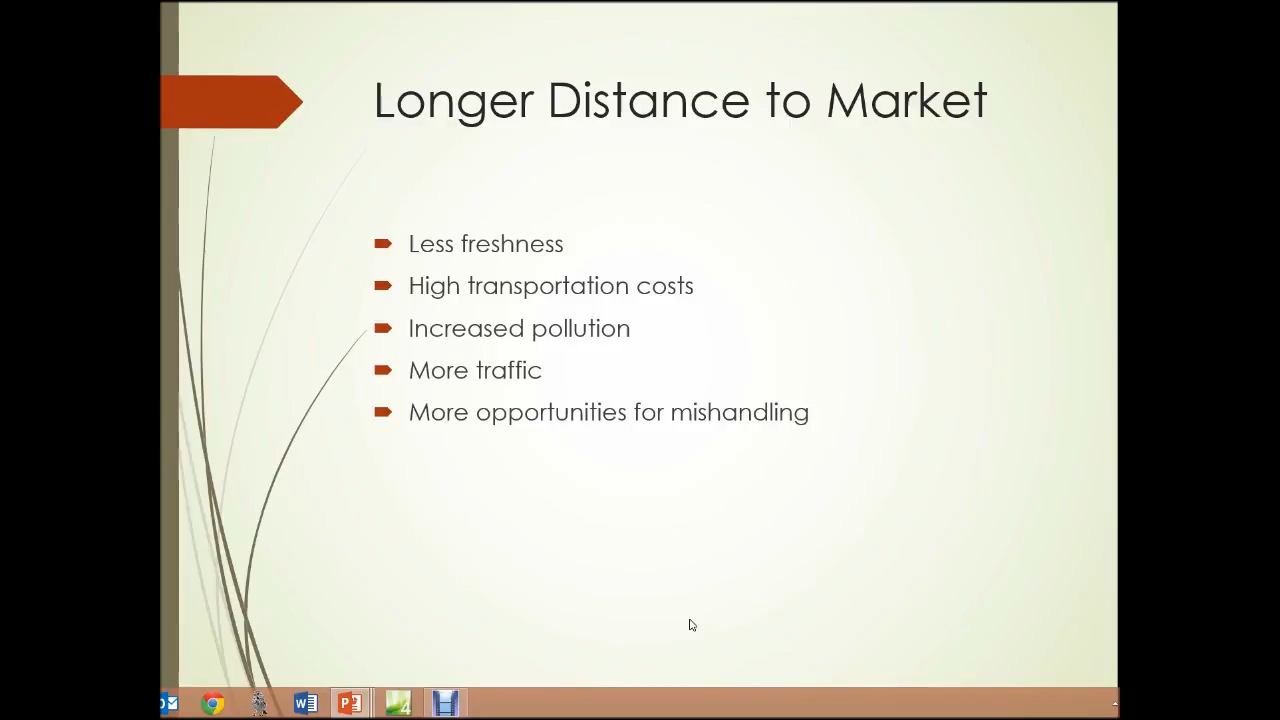 Longer Distance to Market
Less freshness
High transportation costs
Increased pollution
More traffic
More opportunities for mishandling